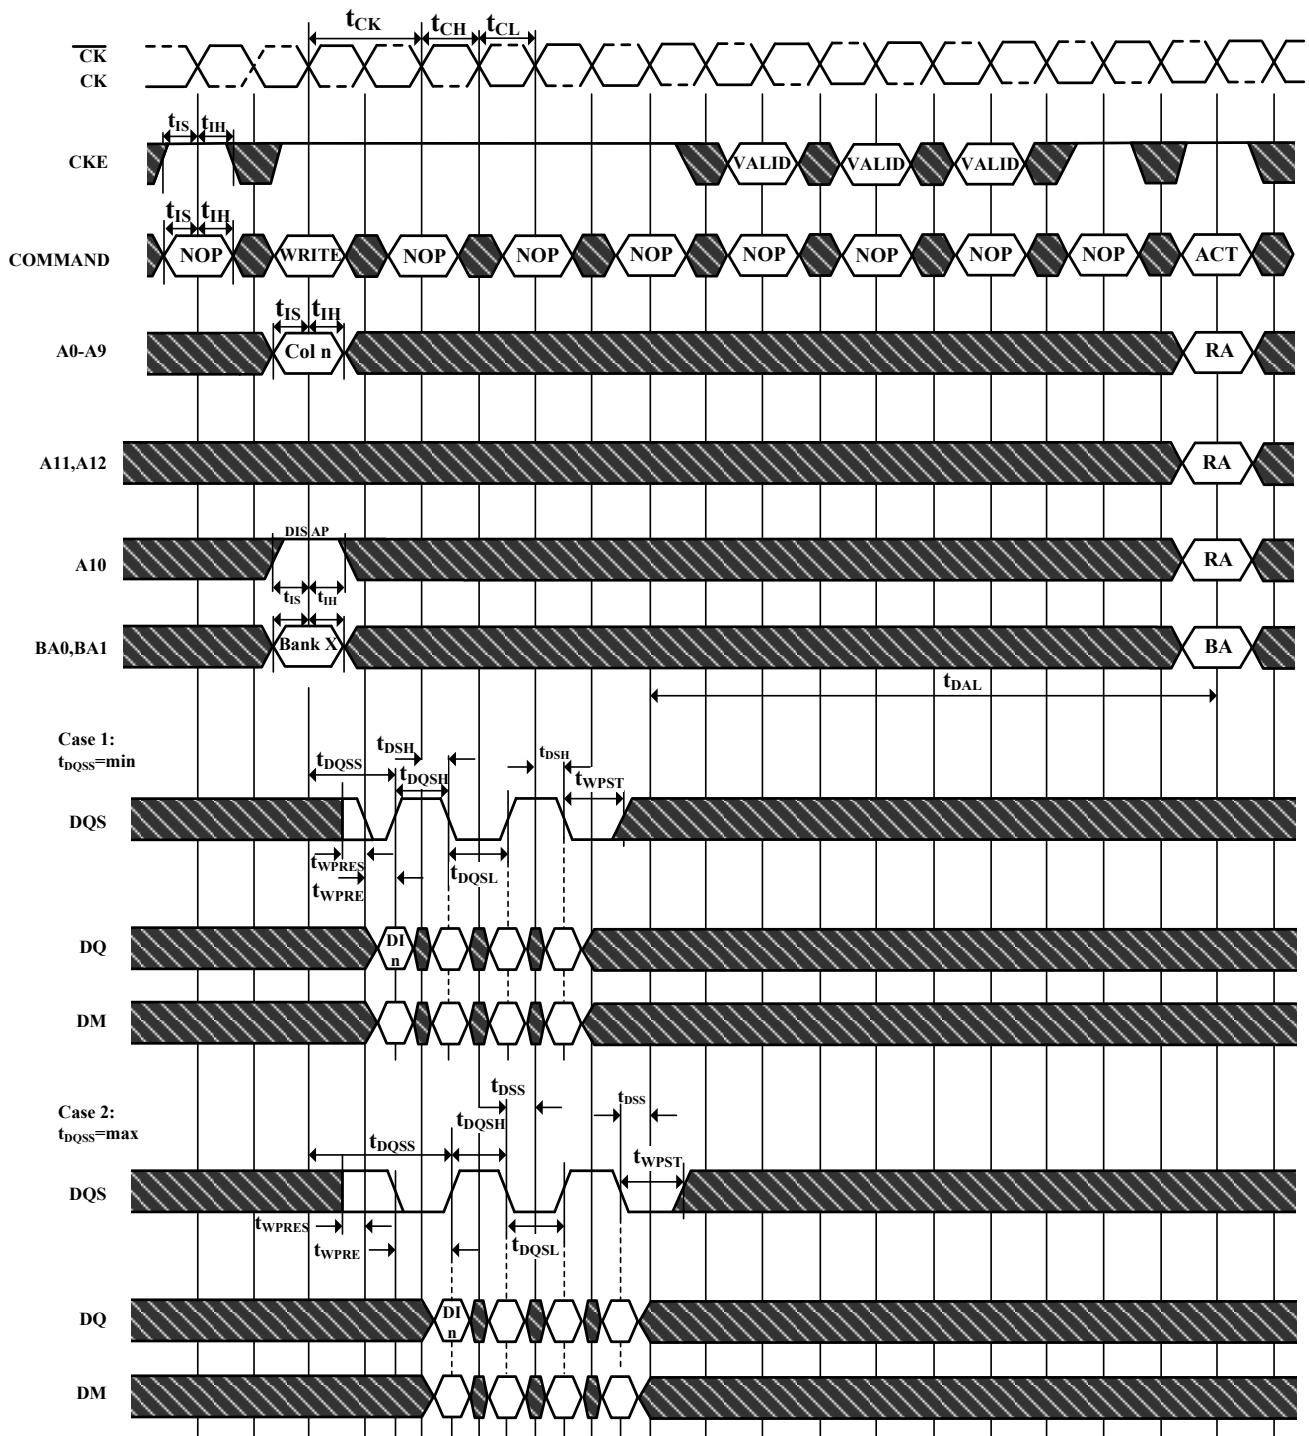 tCK tCH tCL
CK
CK
tIS tIH
CKE VALID VALID VALID
tIS tIH
COMMAND NOP WRITE NOP NOP NOP NOP NOP NOP NOP ACT
tIS tIH
A0-A9 Col n RA
A11,A12 RA
DIS AP
A10 RA
tIS tIH
BA0,BA1 Bank X BA
tDAL
Case 1:
tDQSS=min
tDSH tDSH
tDQSS tDQSH tWPST
DQS
tWPRES tDQSL
tWPRE
DQ DI
n
DM
tDSS tDSS
Case 2:
tDQSS=max
tDQSH
tDQSS tWPST
DQS
tWPRES
tWPRE tDQSL
DQ DI
n
DM